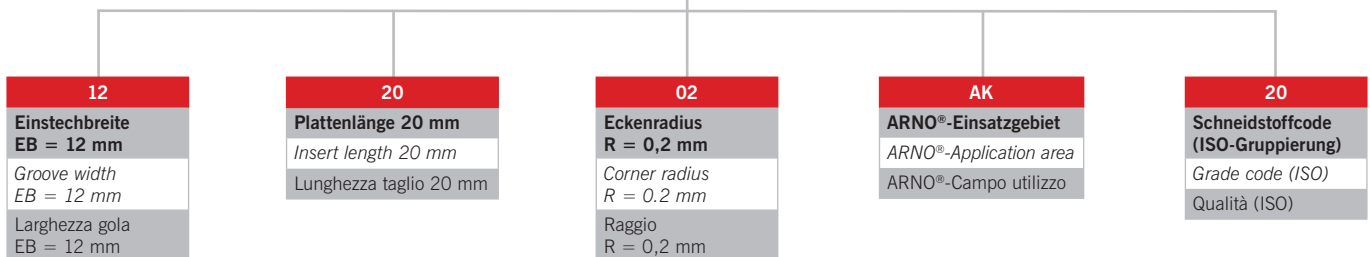 12
Einstechbreite
EB = 12 mm
Groove width
EB = 12 mm
Larghezza gola
EB = 12 mm
20
Plattenlänge 20 mm
Insert length 20 mm
Lunghezza taglio 20 mm
02
Eckenradius
R = 0,2 mm
Corner radius
R = 0.2 mm
Raggio
R = 0,2 mm
AK
ARNO®-Einsatzgebiet
ARNO®-Application area
ARNO®-Campo utilizzo
20
Schneidstoffcode
(ISO-Gruppierung)
Grade code (ISO)
Qualità (ISO)